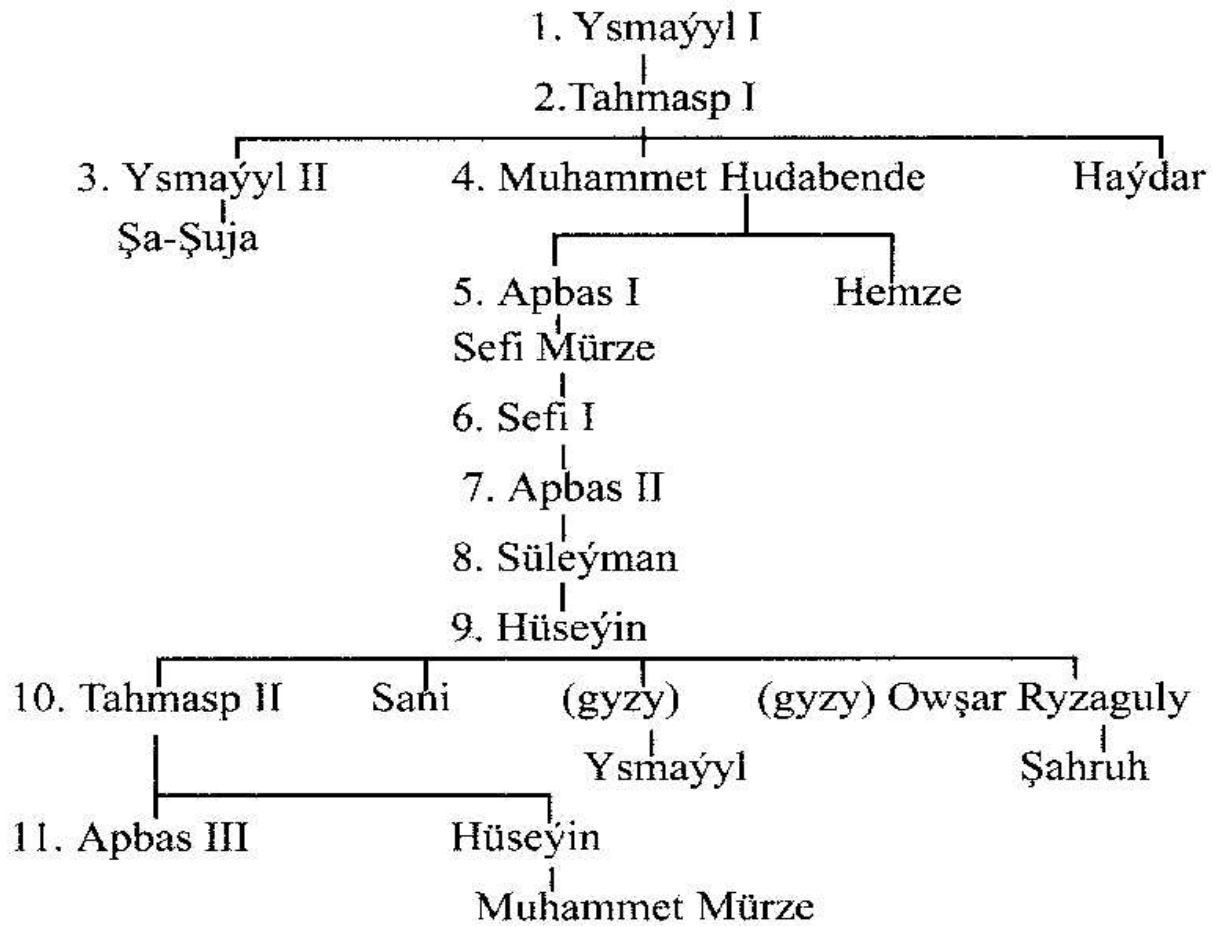 1. Ysmaýyl I
2.Tahmasp I
3. Ysmaýyl II 4. Muhammet Hudabende Haýdar
Şa-Şuja
5. Apbas I Hemze
Sefi Mürze
6. Sefi I
7. Apbas II
8. Süleýman
9. Hüseýin
10. Tahmasp II Sani (gyzy) (gyzy) Owşar Ryzaguly
Ysmaýyl Şahruh
11. Apbas III Hüseýin
Muhammet Mürze